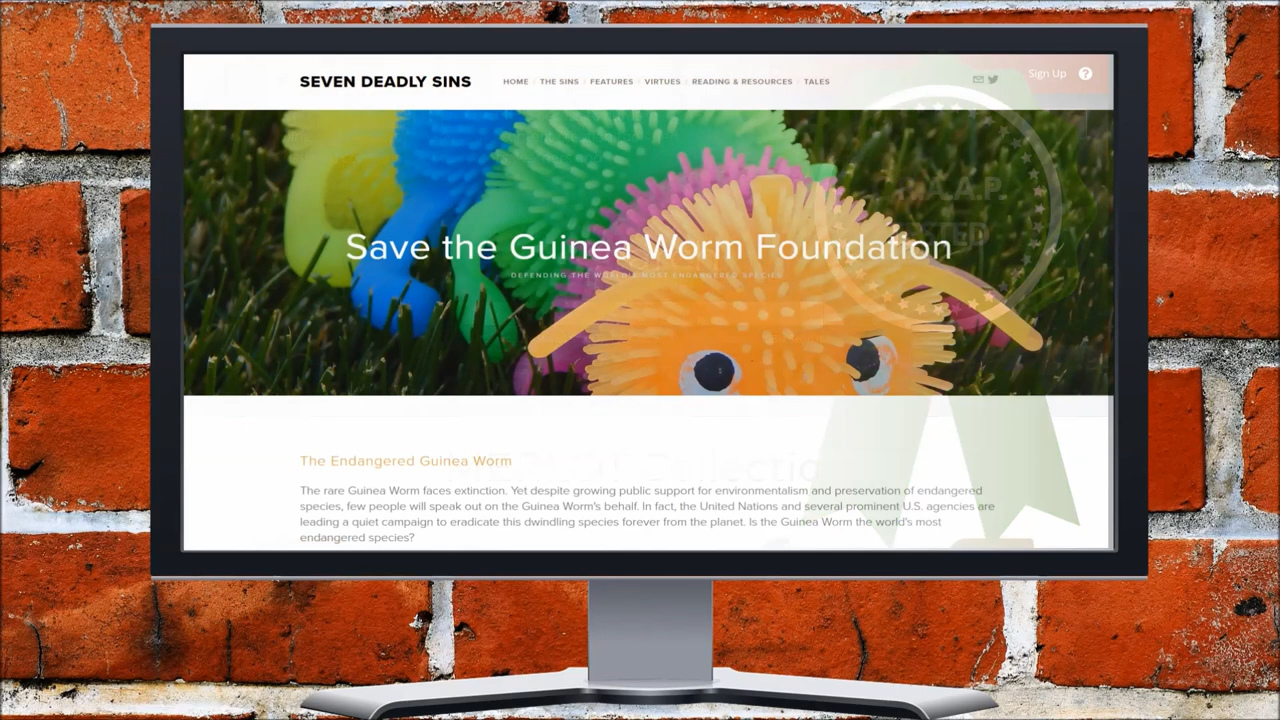 SEVEN DEADLY SINS
HOME / THE SINS / FEATURES / VIRTUES / READING & RESOURCES / TALES
Sign Up ?
Save the Guinea Worm Foundation
DEFENDING THE WORLD'S MOST ENDANGERED SPECIES
The Endangered Guinea Worm
The rare Guinea Worm faces extinction. Yet despite growing public support for environmentalism and preservation of endangered
species, few people will speak out on the Guinea Worm's behalf. In fact, the United Nations and several prominent U.S. agencies are
leading a quiet campaign to eradicate this dwindling species forever from the planet. Is the Guinea Worm the world's most
endangered species?